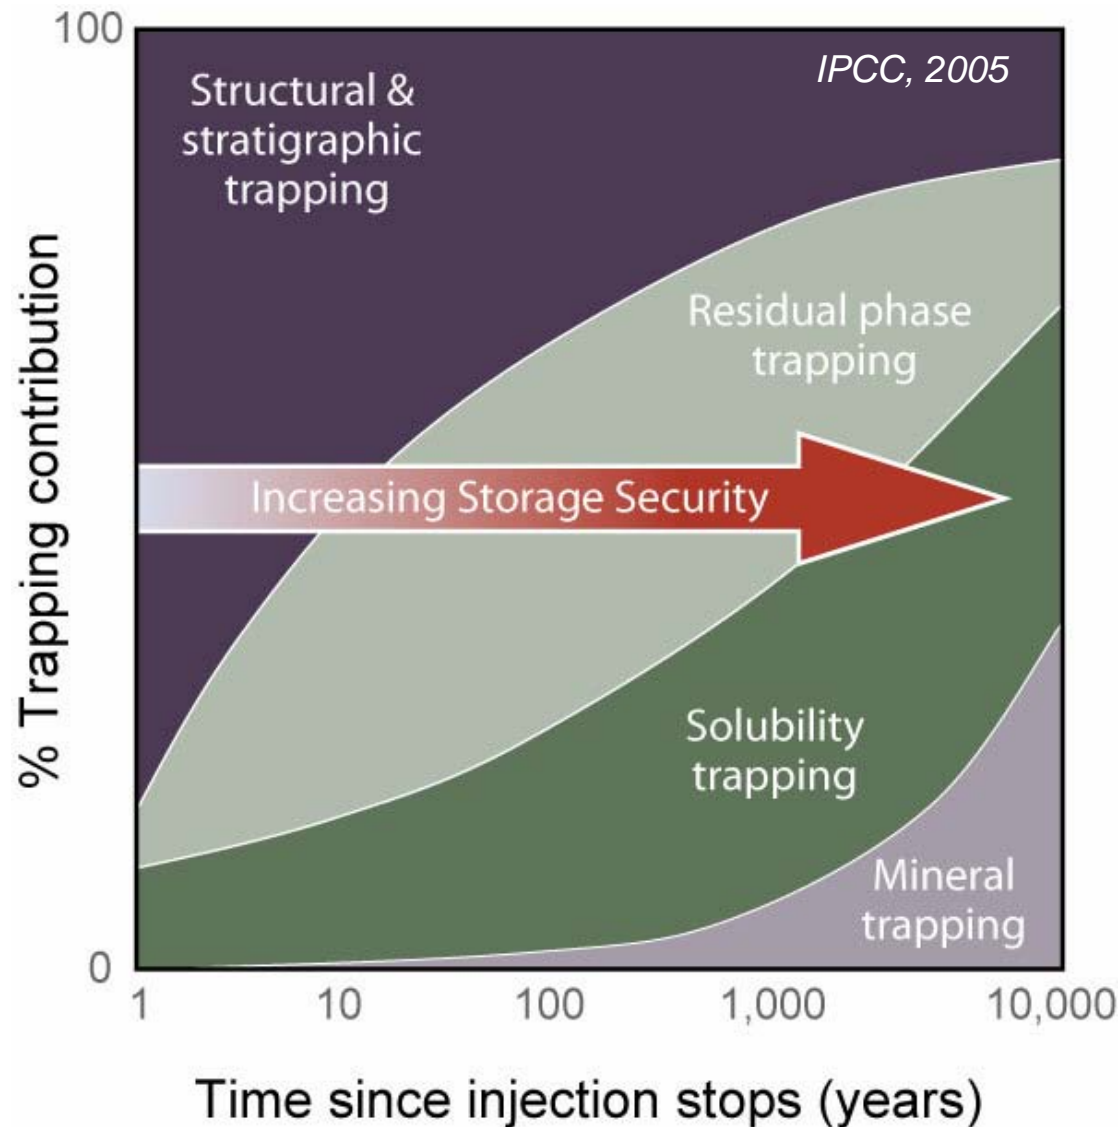 100
IPCC, 2005
Structural &
stratigraphic
trapping
Residual phase
trapping
Increasing Storage Security
Solubility
trapping
Mineral
trapping
% Trapping contribution
0
1 10 100 1,000 10,000
Time since injection stops (years)